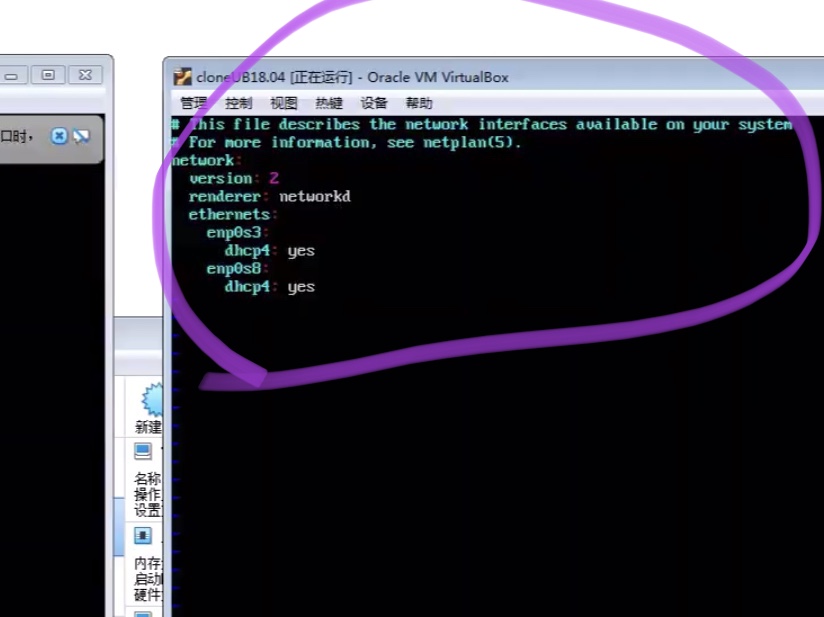 cloneUB18.04 [正在运行] - Oracle VM VirtualBox
管理 控制 视图 热键 设备 帮助
口时，
# This file describes the network interfaces available on your system
# For more information, see netplan(5).
network:
version: 2
renderer: networkd
ethernets:
enp0s3:
dhcp4: yes
enp0s8:
dhcp4: yes
新建
名称
操作
设置
内存
启动
硬件